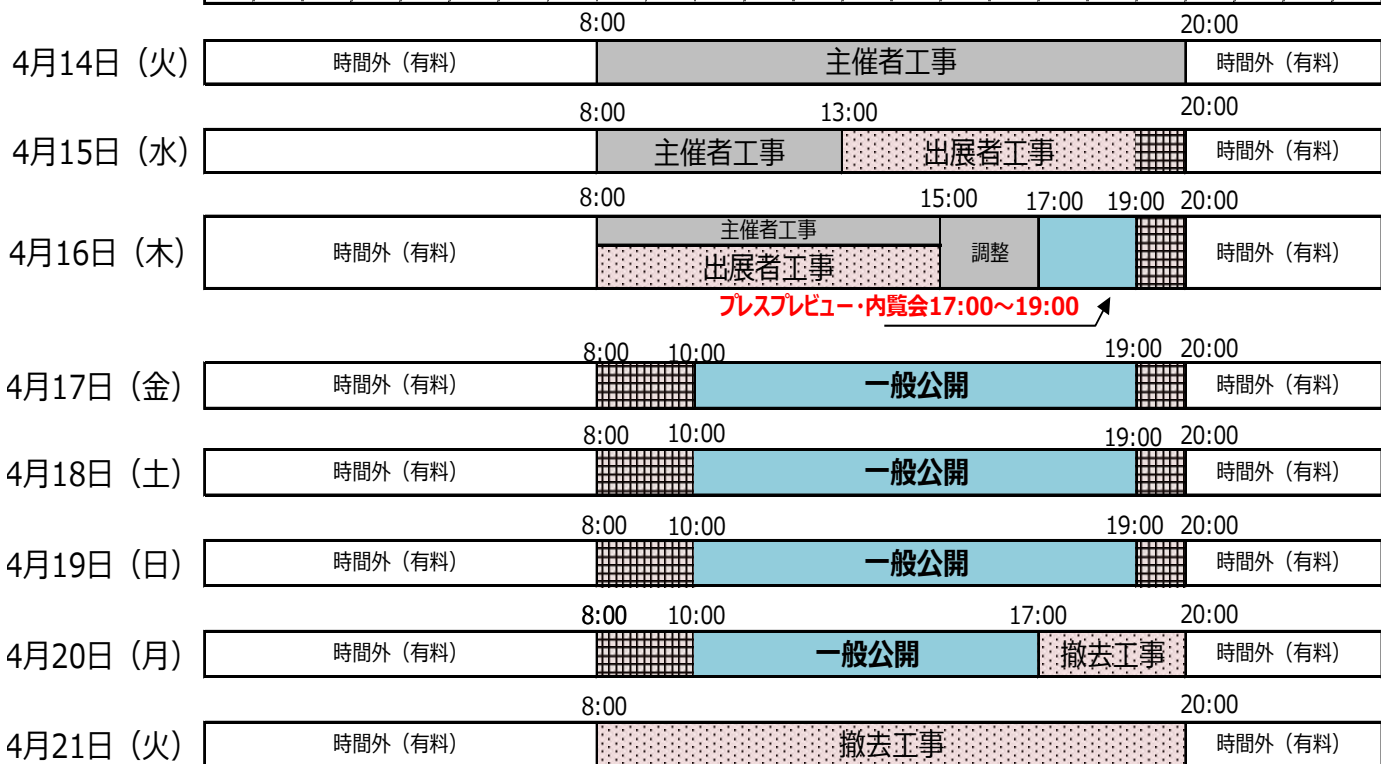 8:00 20:00
4月14日（火） 時間外（有料） 主催者工事 時間外（有料）
8:00 13:00 20:00
4月15日（水） 主催者工事 出展者工事 時間外（有料）
8:00 15:00 17:00 19:00 20:00
4月16日（木） 時間外（有料） 主催者工事 出展者工事 調整 時間外（有料）
プレスプレビュー・内覧会17:00～19:00
8:00 10:00 19:00 20:00
4月17日（金） 時間外（有料） 一般公開 時間外（有料）
8:00 10:00 19:00 20:00
4月18日（土） 時間外（有料） 一般公開 時間外（有料）
8:00 10:00 19:00 20:00
4月19日（日） 時間外（有料） 一般公開 時間外（有料）
8:00 10:00 17:00 20:00
4月20日（月） 時間外（有料） 一般公開 撤去工事 時間外（有料）
8:00 20:00
4月21日（火） 時間外（有料） 撤去工事 時間外（有料）